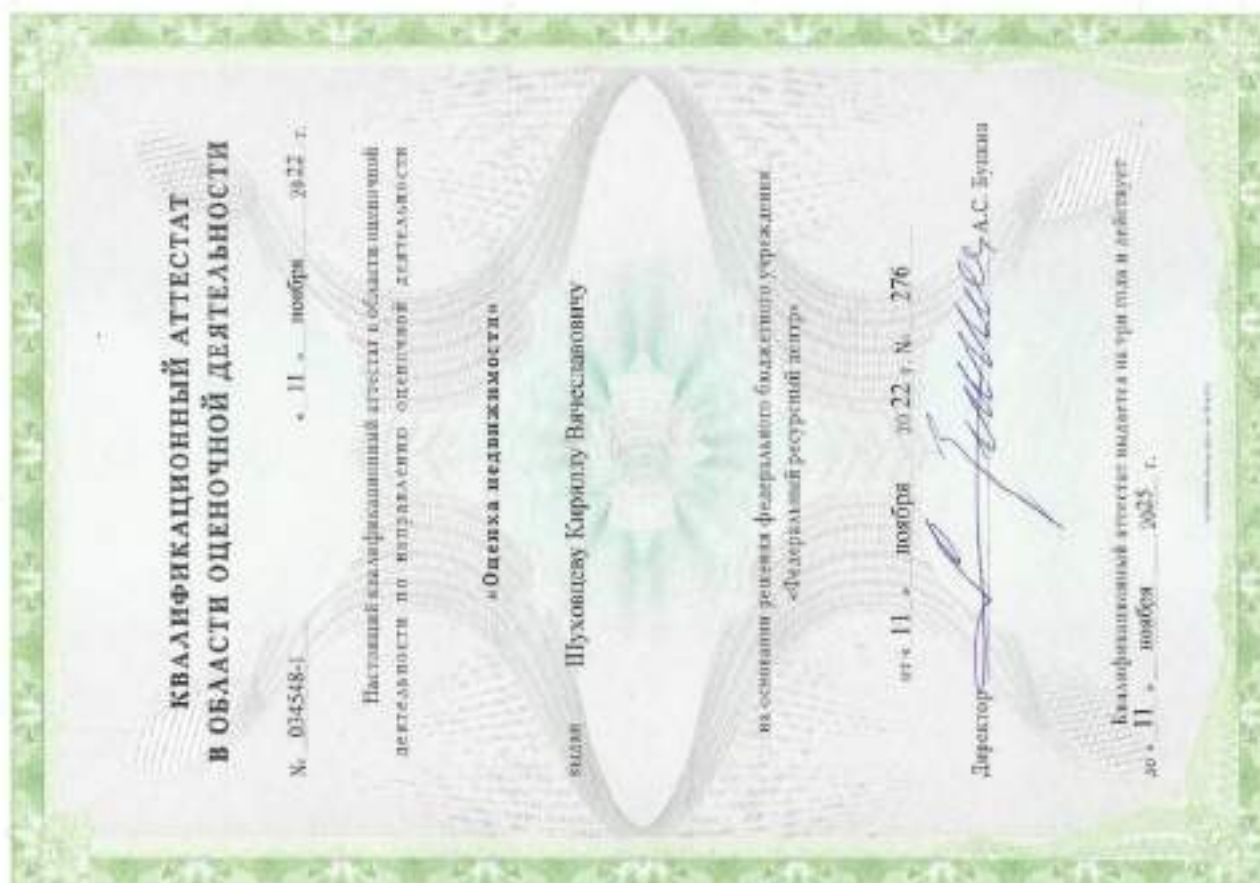 КВАЛИФИКАЦИОННЫЙ АТТЕСТАТ
В ОБЛАСТИ ОЦЕНОЧНОЙ ДЕЯТЕЛЬНОСТИ
№ 034548-1 « 11 » ноября 2022 г.
Настоящий квалификационный аттестат в области оценочной
деятельности по направлению оценочной деятельности
«Оценка недвижимости»
выдан Шуховцеву Кириллу Вячеславовичу
на основании решения федерального бюджетного учреждения
«Федеральный ресурсный центр»
от « 11 » ноября 20 22 г. № 276
Директор А.С. Бункин
Квалификационный аттестат выдается на три года и действует
до « 11 » ноября 2025 г.